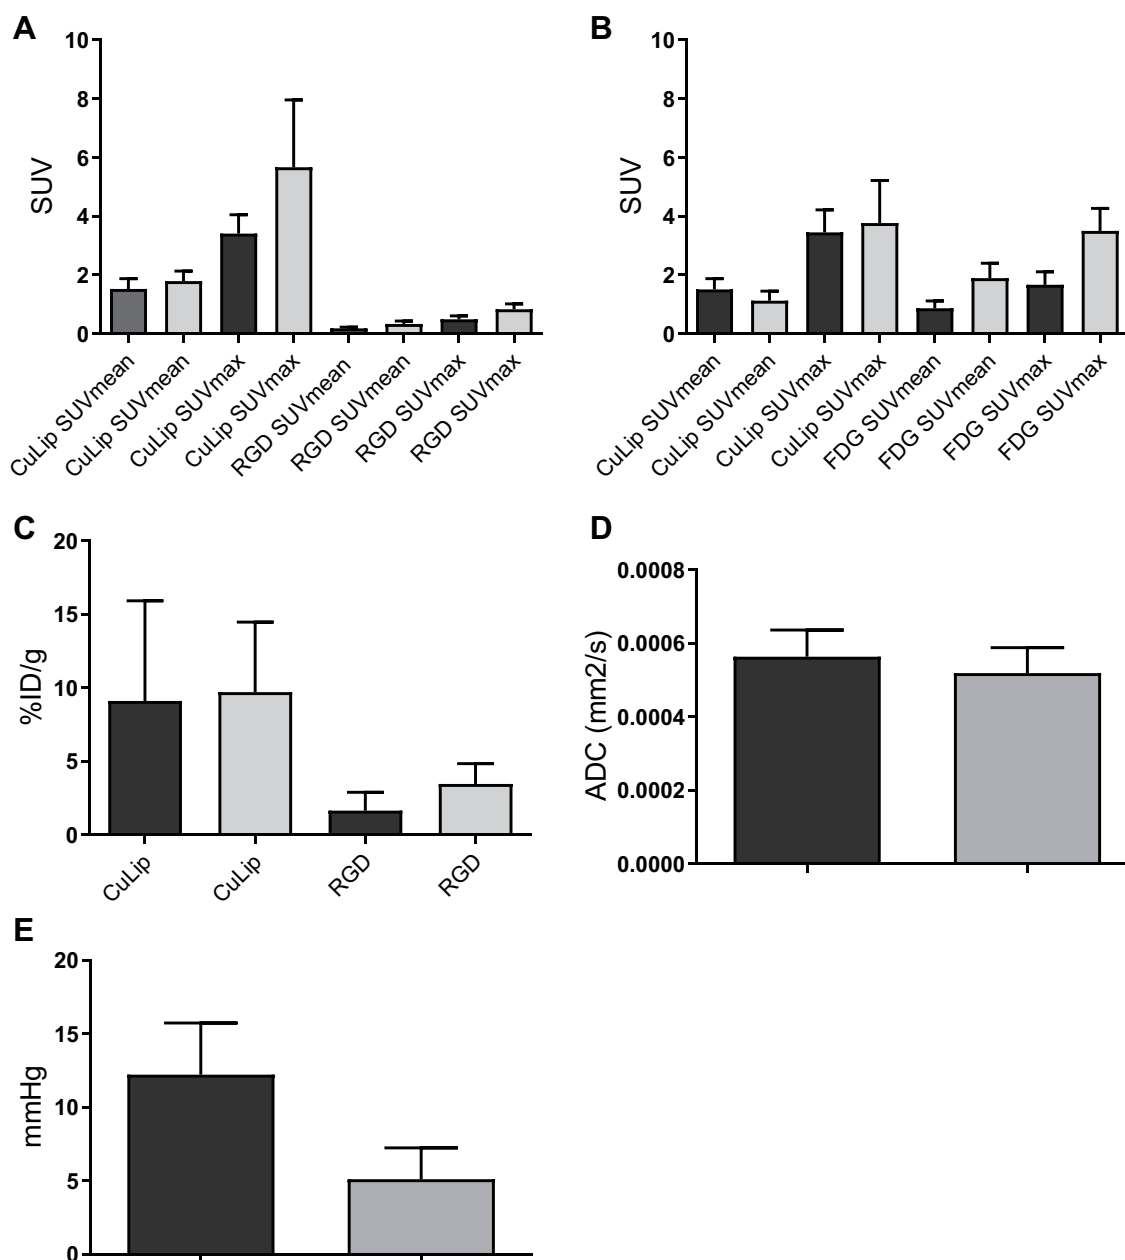 A
10
8
6
4
2
0
SUV
CuLip SUVmean
CuLip SUVmean
CuLip SUVmax
CuLip SUVmax
RGD SUVmean
RGD SUVmean
RGD SUVmax
RGD SUVmax
B
10
8
6
4
2
0
SUV
CuLip SUVmean
CuLip SUVmean
CuLip SUVmax
CuLip SUVmax
FDG SUVmean
FDG SUVmean
FDG SUVmax
FDG SUVmax
C
20
15
10
5
0
%ID/g
CuLip
CuLip
RGD
RGD
D
0.0008
0.0006
0.0004
0.0002
0.0000
ADC (mm2/s)
E
20
15
10
5
0
mmHg